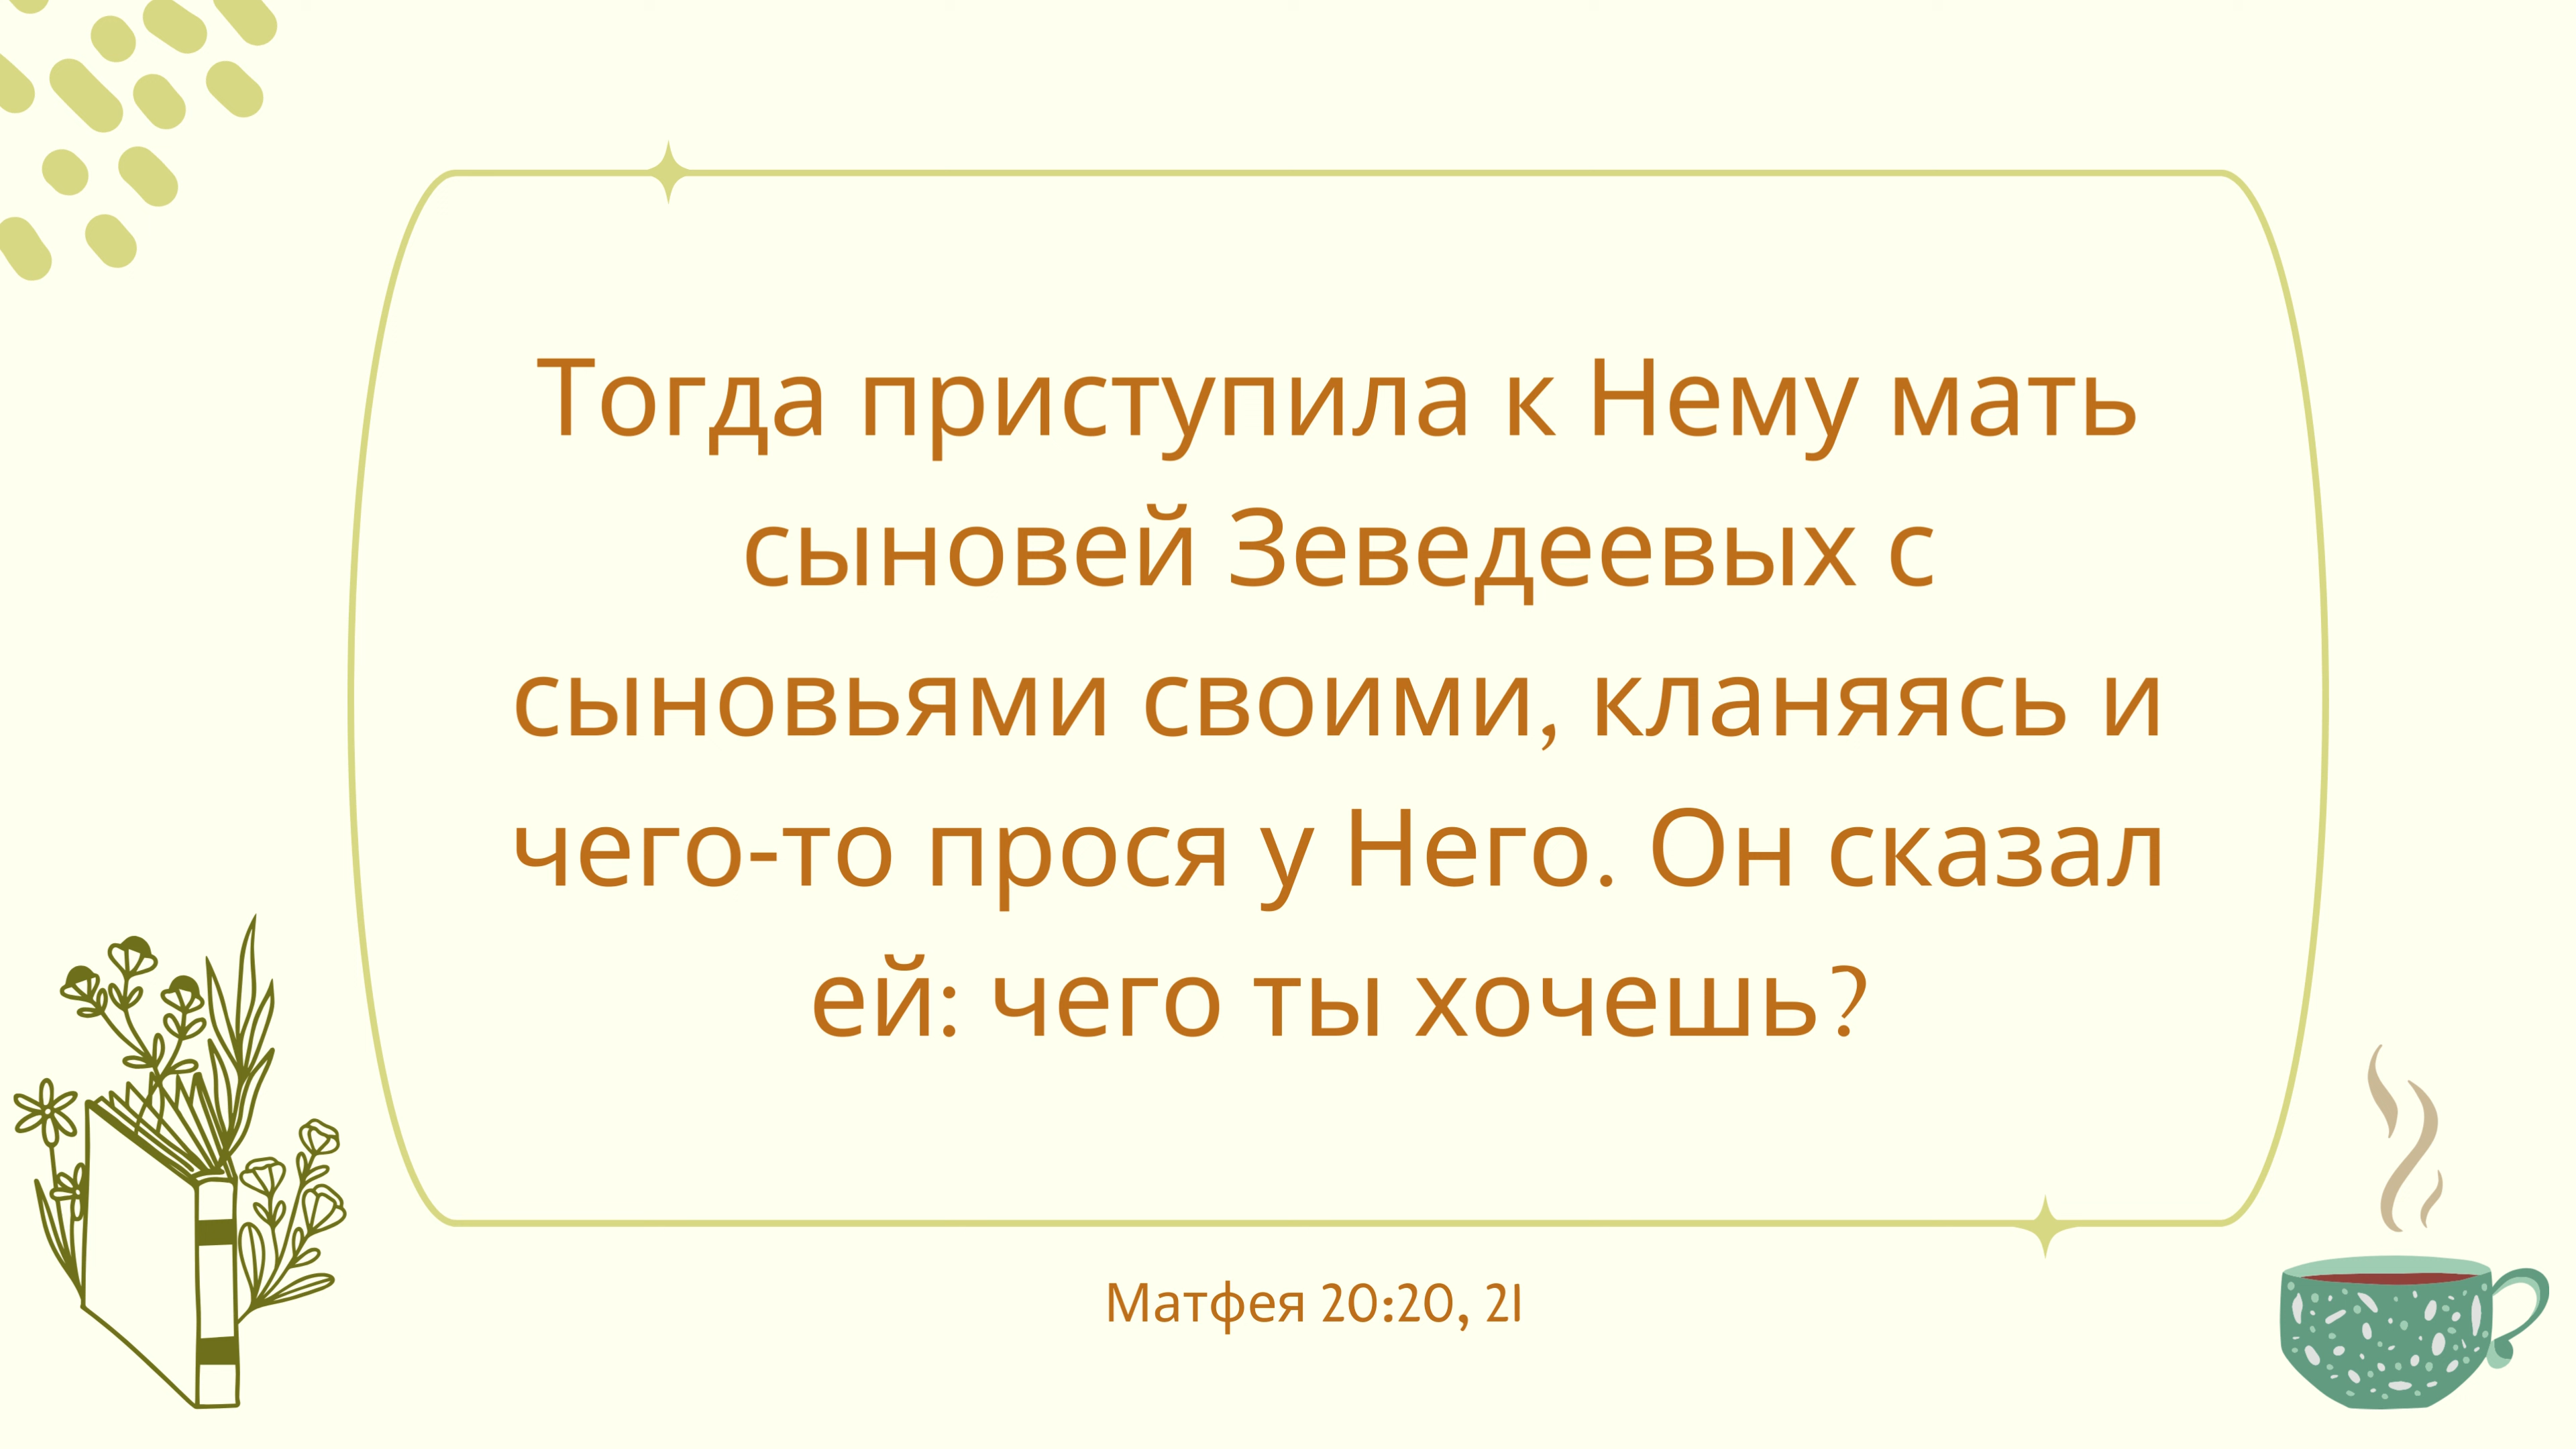 Тогда приступила к Нему мать
сыновей Зеведеевых с
сыновьями своими, кланяясь и
чего-то прося у Него. Он сказал
ей: чего ты хочешь?
Матфея 20:20, 21